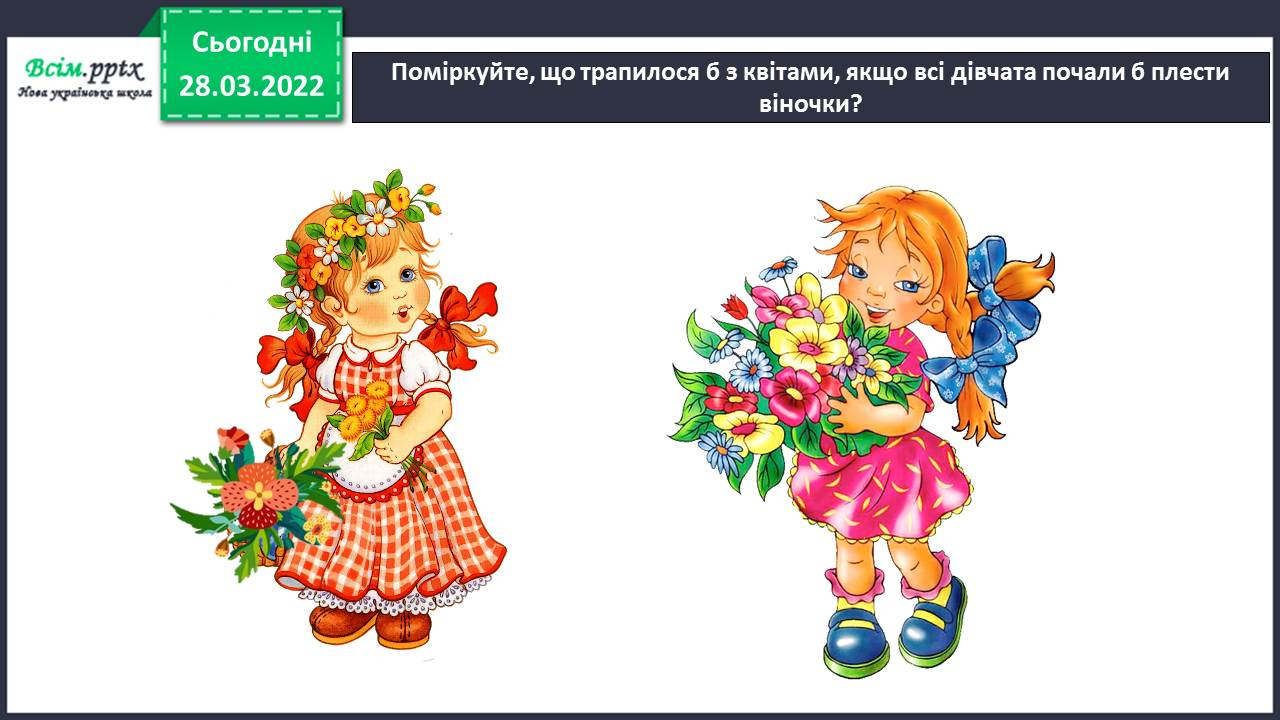 Всім.pptx
Нова українська школа
Сьогодні
28.03.2022
Поміркуйте, що трапилося б з квітами, якщо всі дівчата почали б плести
віночки?